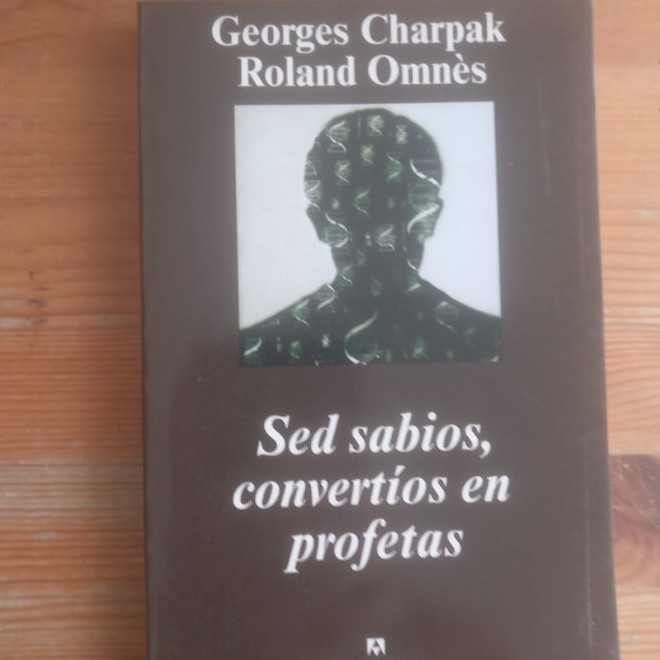 Georges Charpak
Roland Omnès
Sed sabios,
convertíos en
profetas